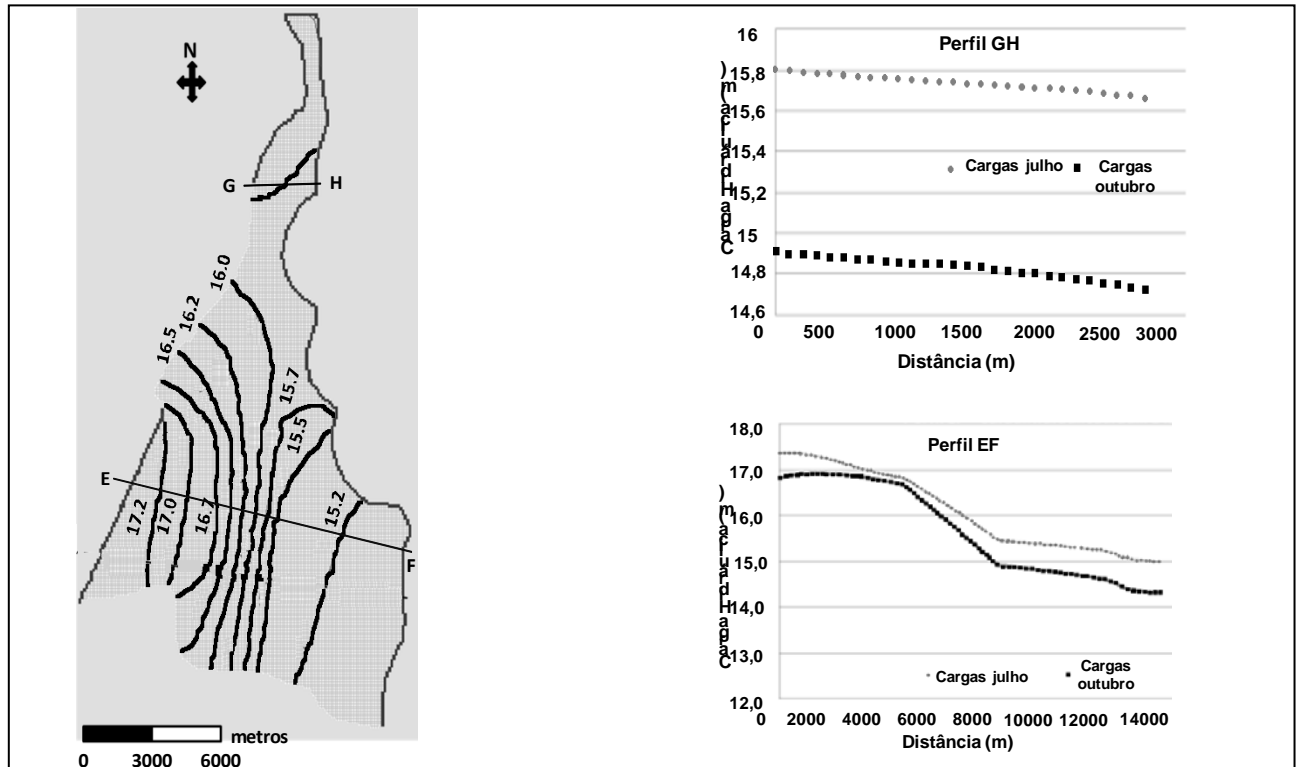 N
G
H
16.0
16.2
16.5
15.7
15.5
E
17.2
17.0
16.7
15.2
F
metros
0 3000 6000
Perfil GH
16
15,8
15,6
15,4
15,2
15
14,8
14,6
Carga Hidráulica (m)
Cargas julho
Cargas outubro
0 500 1000 1500 2000 2500 3000
Distância (m)
Perfil EF
18,0
17,0
16,0
15,0
14,0
13,0
12,0
Carga Hidráulica (m)
Cargas julho
Cargas outubro
0 2000 4000 6000 8000 10000 12000 14000
Distância (m)